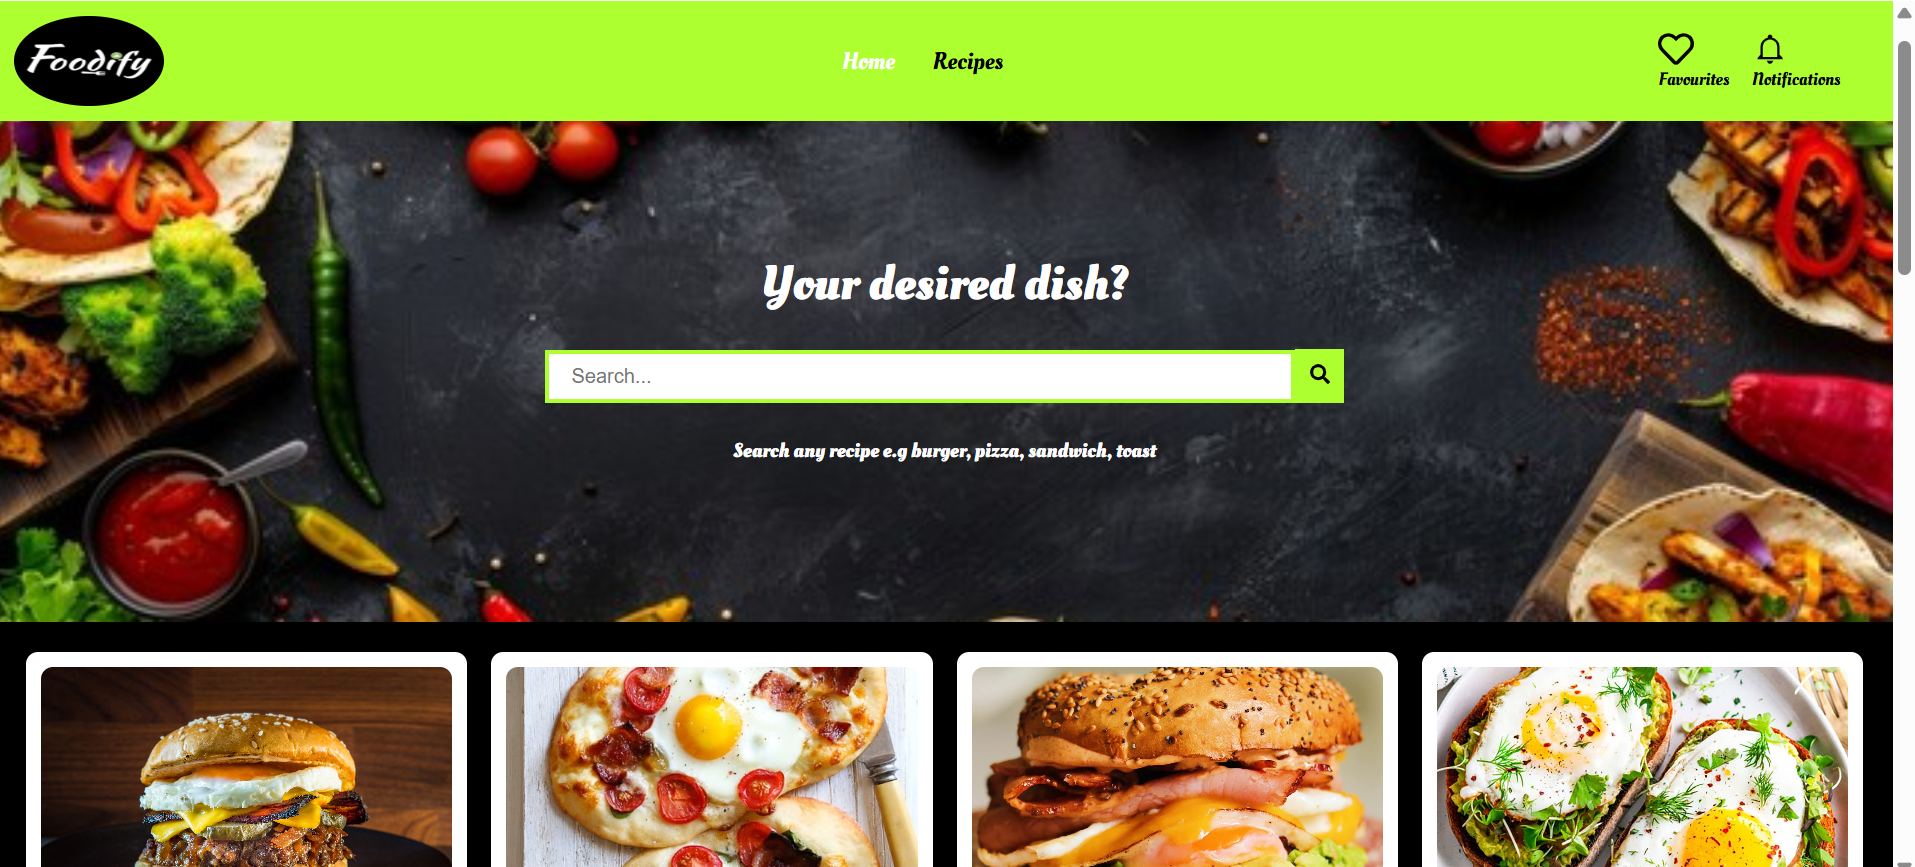 Foodify
Home
Recipes
Favourites
Notifications
Your desired dish?
Search...
Search any recipe e.g burger, pizza, sandwich, toast